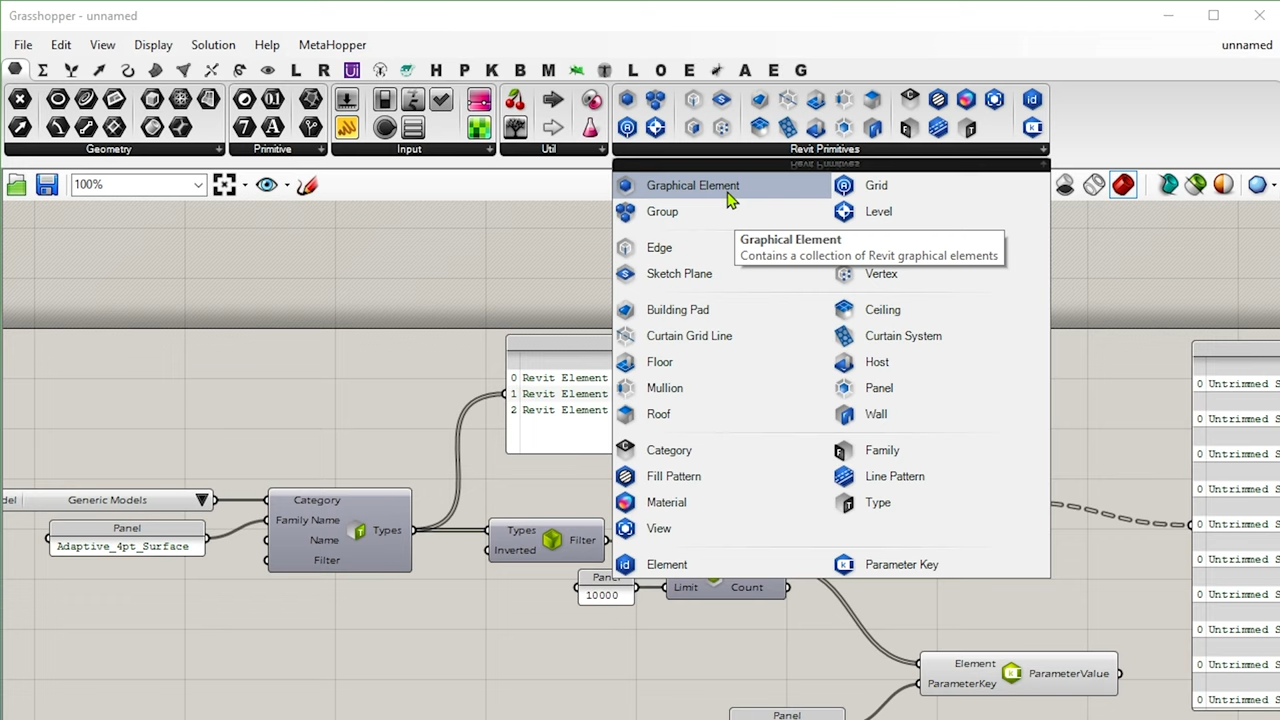 Grasshopper - unnamed
File Edit View Display Solution Help MetaHopper unnamed
L R H P K B M L O E A E G
Geometry Primitive Input Util Revit Primitives
100%
Revit Primitives
Graphical Element Grid
Group Level
Graphical Element
Contains a collection of Revit graphical elements
Edge
Sketch Plane Vertex
Building Pad Ceiling
Curtain Grid Line Curtain System
Floor Host
Mullion Panel
Roof Wall
Category Family
Fill Pattern Line Pattern
Material Type
View
Element Parameter Key
0 Revit Element
1 Revit Element
2 Revit Element
del Generic Models
Panel
Adaptive_4pt_Surface
Category
Family Name
Name
Filter
Types
Types
Inverted
Filter
Panel
10000
Limit Count
Element
ParameterKey
ParameterValue
Panel
0 Untrimmed S
0 Untrimmed S
0 Untrimmed S
0 Untrimmed S
0 Untrimmed S
0 Untrimmed S
0 Untrimmed S
0 Untrimmed S
0 Untrimmed S
0 Untrimmed S